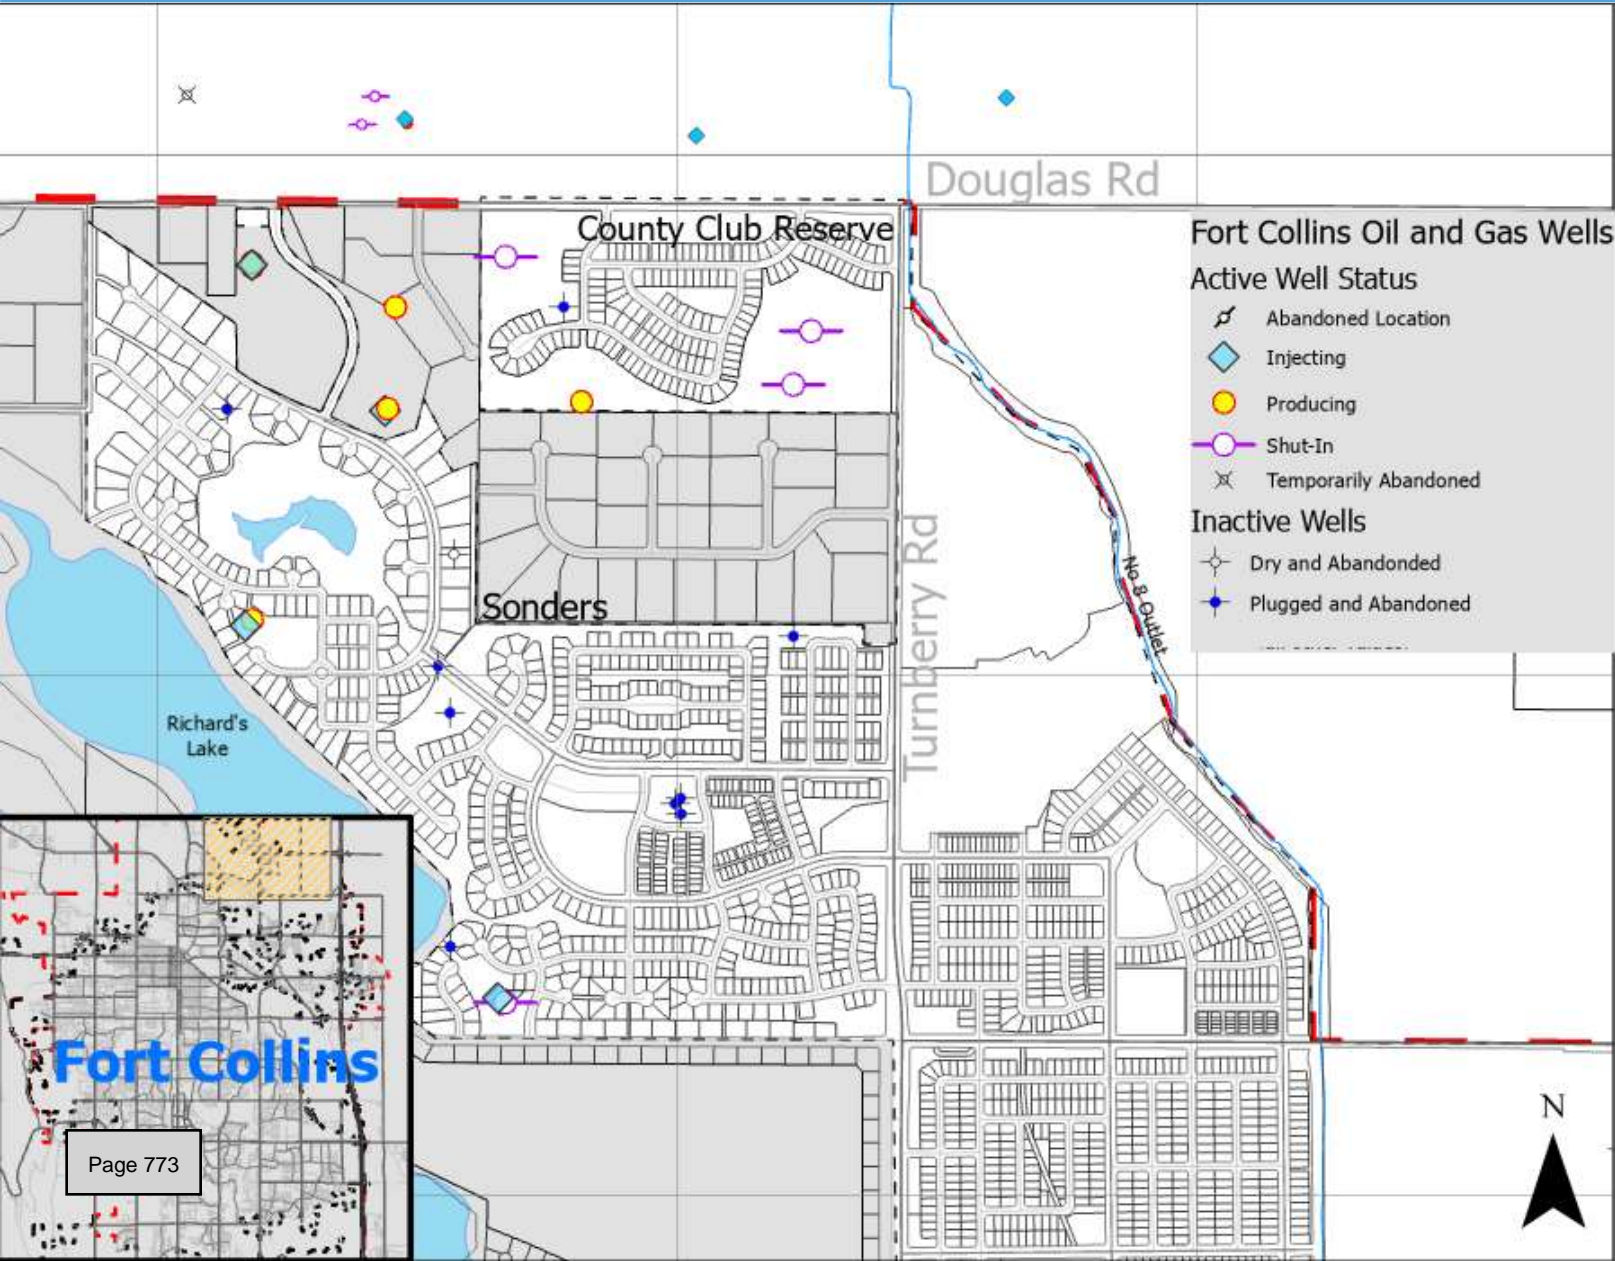 Douglas Rd
County Club Reserve
Fort Collins Oil and Gas Wells
Active Well Status
Abandoned Location
Injecting
Producing
Shut-In
Temporarily Abandoned
Inactive Wells
Dry and Abandonded
Plugged and Abandoned
Sonders
Turnberry Rd
No 8 Outlet
Richard's
Lake
Fort Collins
Page 773
N